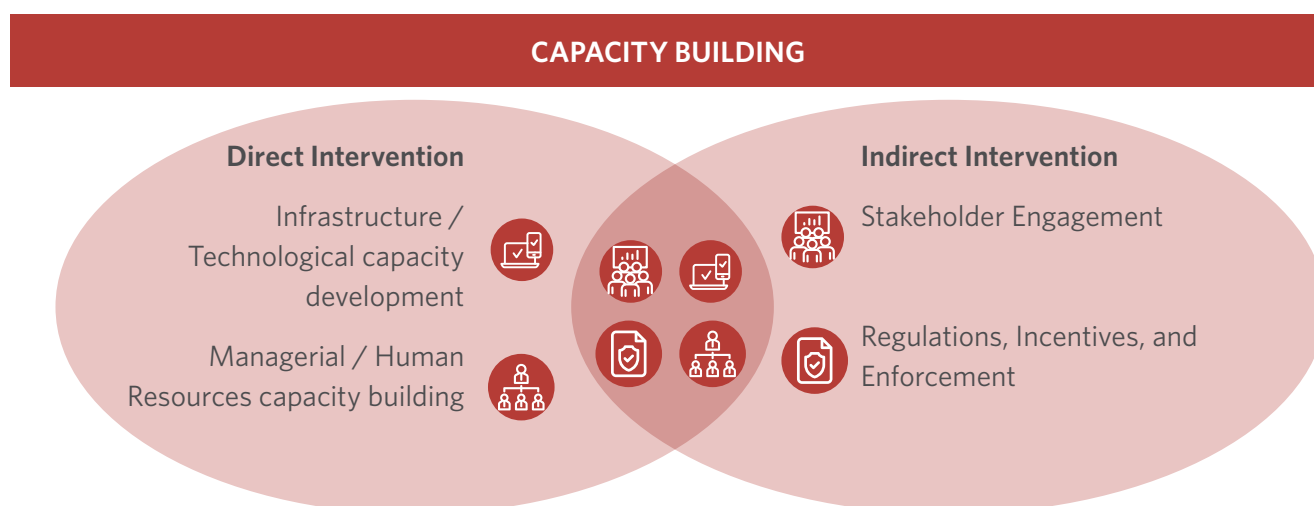 CAPACITY BUILDING
Direct Intervention
Infrastructure /
Technological capacity
development
Managerial / Human
Resources capacity building
Indirect Intervention
Stakeholder Engagement
Regulations, Incentives, and
Enforcement